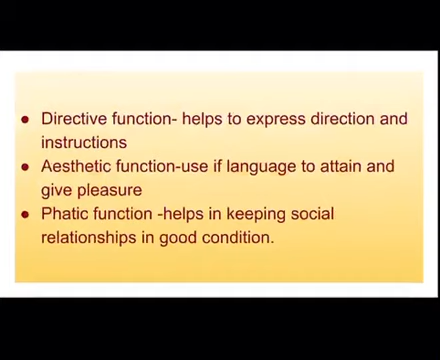 ● Directive function- helps to express direction and
instructions
● Aesthetic function-use if language to attain and
give pleasure
● Phatic function -helps in keeping social
relationships in good condition.